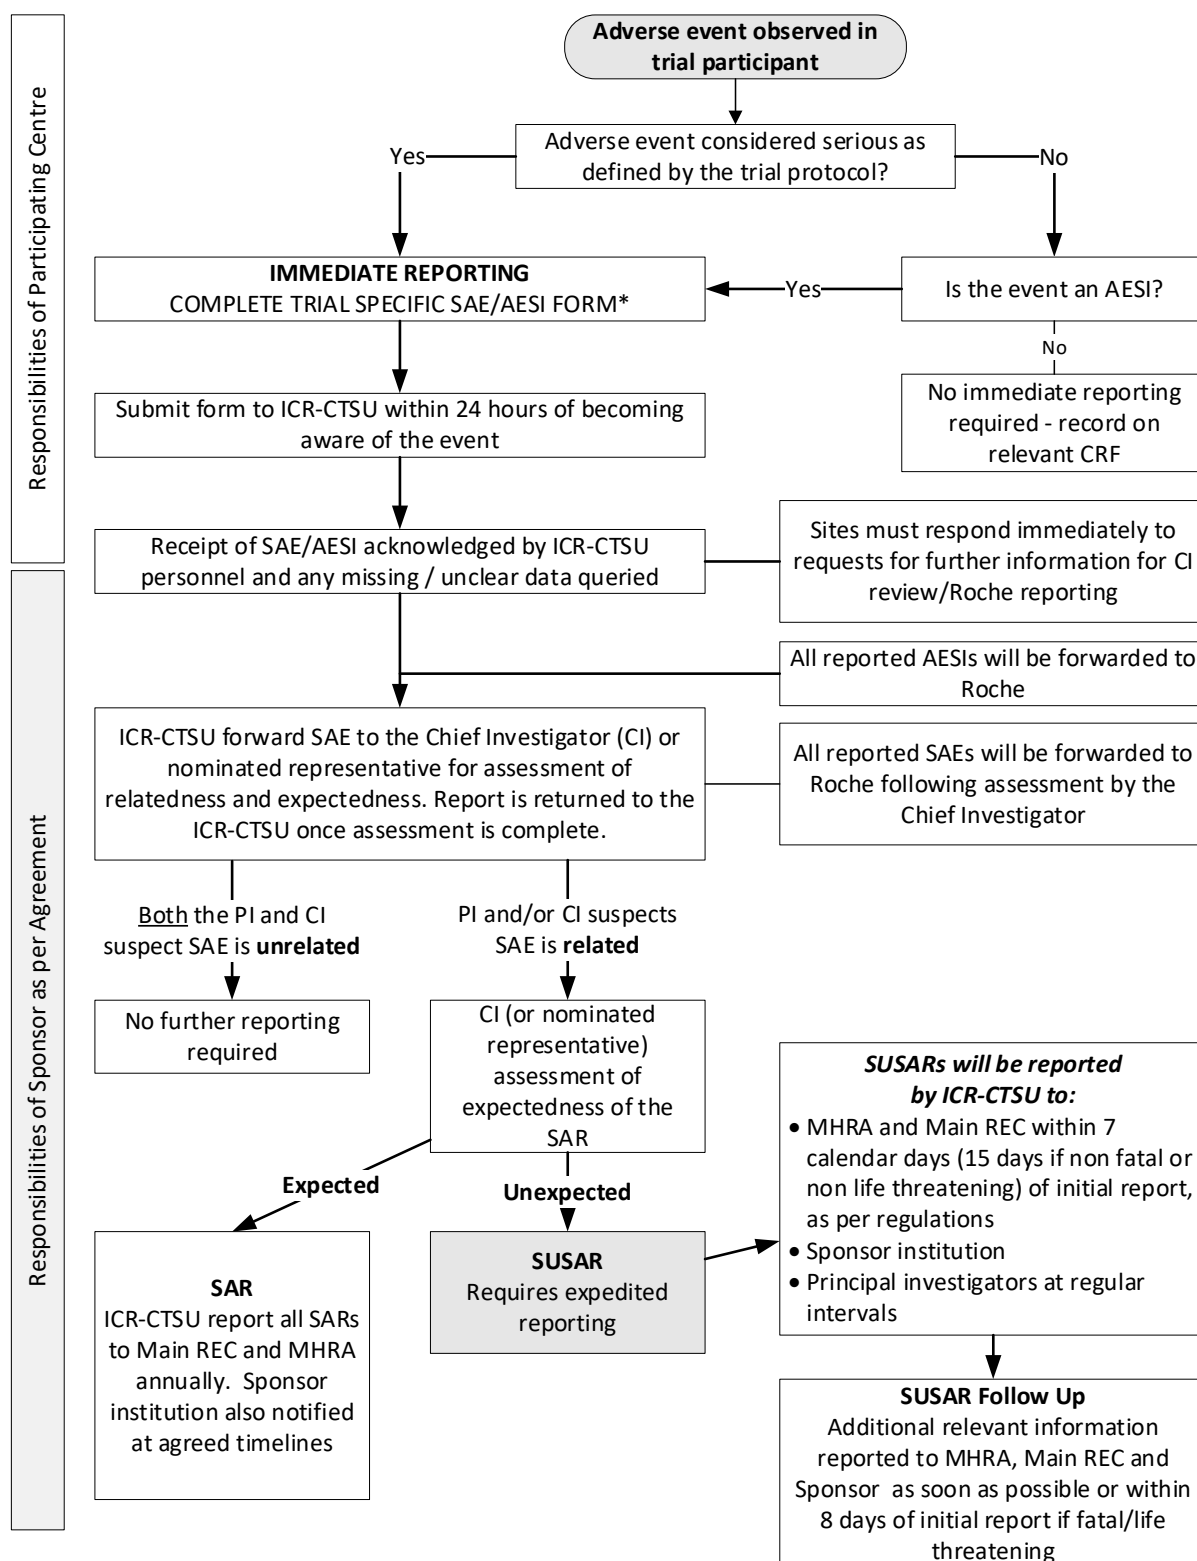 Responsibilities of Participating Centre
Adverse event observed in
trial participant
Adverse event considered serious as
defined by the trial protocol?
Yes
No
IMMEDIATE REPORTING
COMPLETE TRIAL SPECIFIC SAE/AESI FORM*
Yes
Is the event an AESI?
No
No immediate reporting
required - record on
relevant CRF
Submit form to ICR-CTSU within 24 hours of becoming
aware of the event
Receipt of SAE/AESI acknowledged by ICR-CTSU
personnel and any missing / unclear data queried
Sites must respond immediately to
requests for further information for CI
review/Roche reporting
Responsibilities of Sponsor as per Agreement
All reported AESIs will be forwarded to
Roche
ICR-CTSU forward SAE to the Chief Investigator (CI) or
nominated representative for assessment of
relatedness and expectedness. Report is returned to the
ICR-CTSU once assessment is complete.
All reported SAEs will be forwarded to
Roche following assessment by the
Chief Investigator
Both the PI and CI
suspect SAE is unrelated
PI and/or CI suspects
SAE is related
No further reporting
required
CI (or nominated
representative)
assessment of
expectedness of the
SAR
Expected
Unexpected
SAR
ICR-CTSU report all SARs
to Main REC and MHRA
annually.  Sponsor
institution also notified
at agreed timelines
SUSAR
Requires expedited
reporting
SUSARs will be reported
by ICR-CTSU to:
• MHRA and Main REC within 7
calendar days (15 days if non fatal or
non life threatening) of initial report,
as per regulations
• Sponsor institution
• Principal investigators at regular
intervals
SUSAR Follow Up
Additional relevant information
reported to MHRA, Main REC and
Sponsor  as soon as possible or within
8 days of initial report if fatal/life
threatening